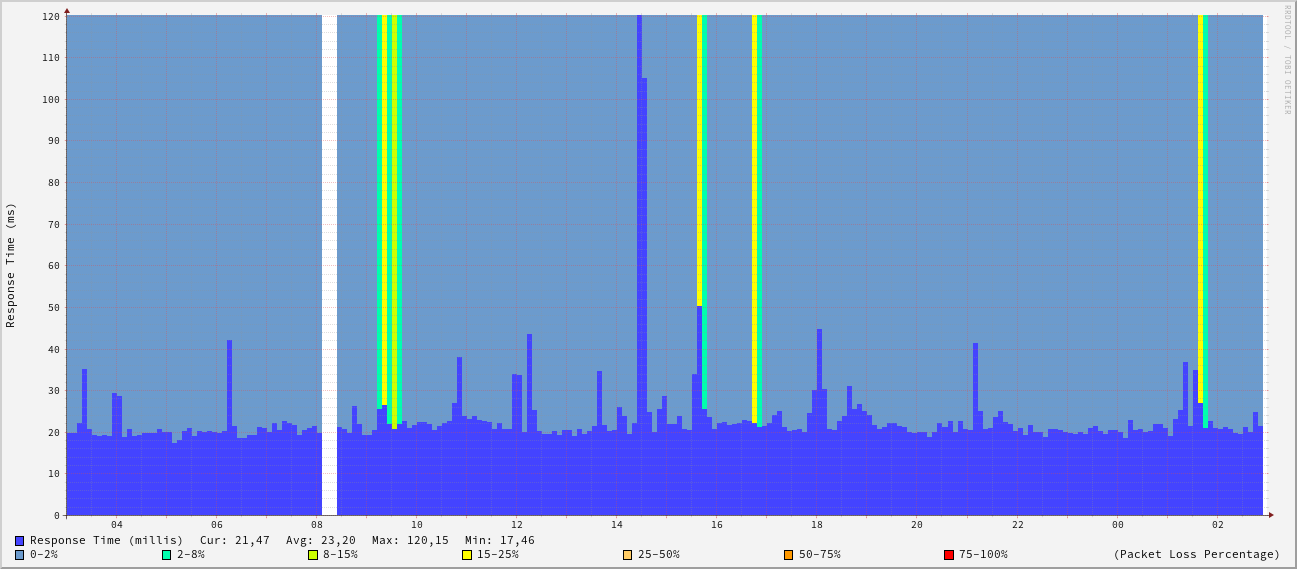 RRDTOOL / TOBI OETIKER
Response Time (ms)
120
110
100
90
80
70
60
50
40
30
20
10
0
04 06 08 10 12 14 16 18 20 22 00 02
Response Time (millis) Cur: 21,47 Avg: 23,20 Max: 120,15 Min: 17,46
0-2% 2-8% 8-15% 15-25% 25-50% 50-75% 75-100% (Packet Loss Percentage)